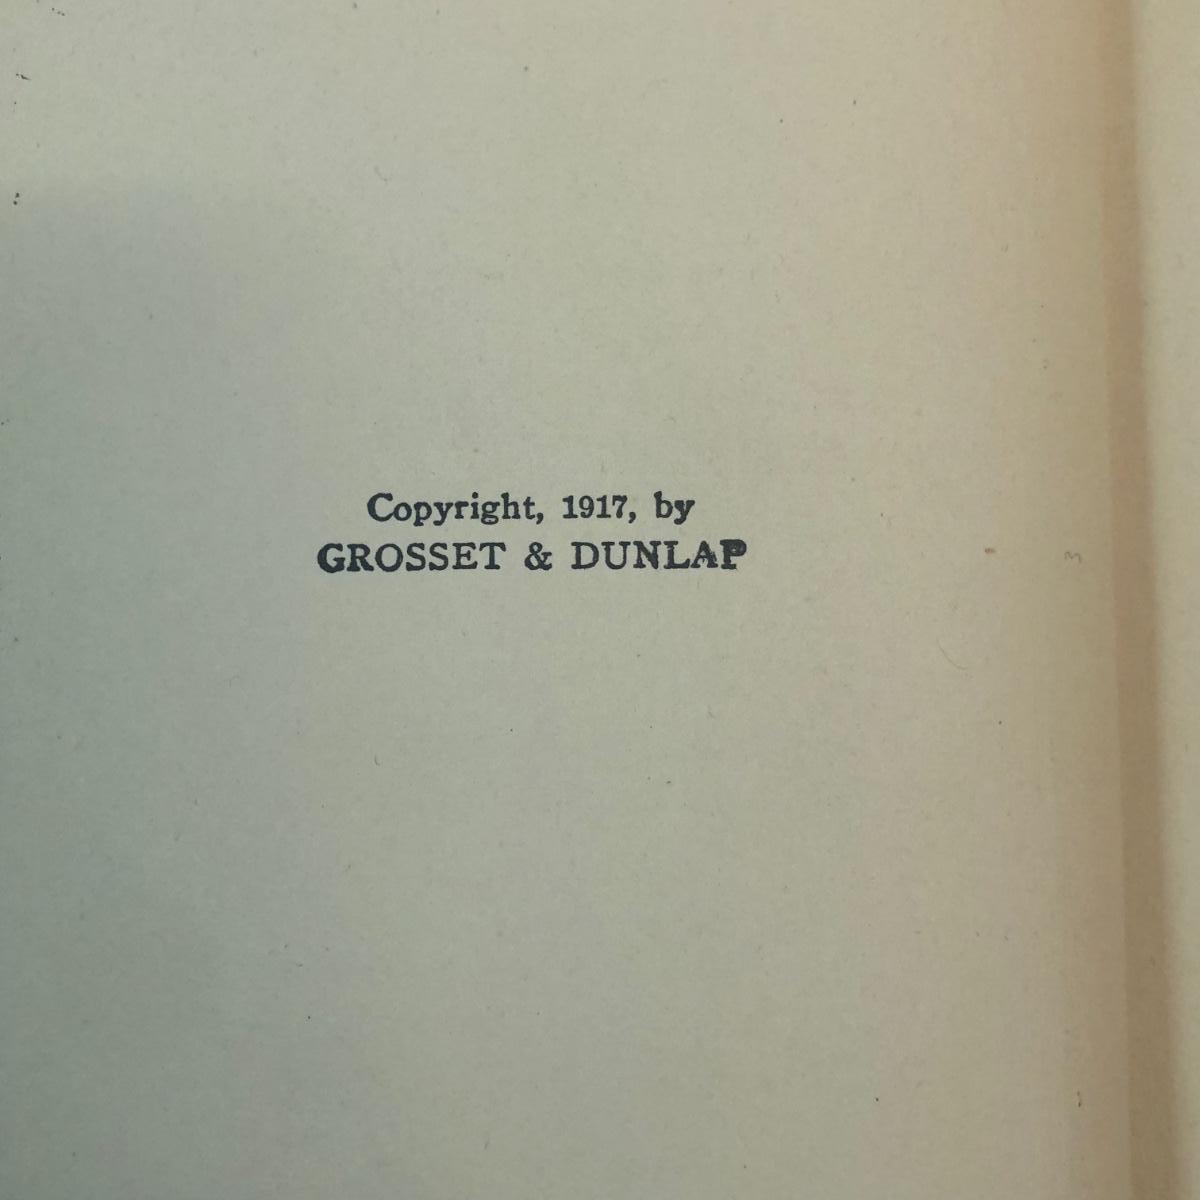 Copyright, 1917, by
GROSSET & DUNLAP